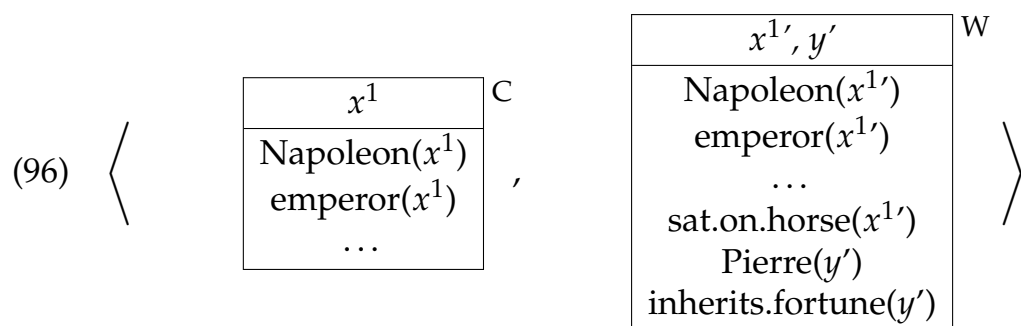 x¹′, y′ W
x¹ C
Napoleon(x¹′)
Napoleon(x¹)
emperor(x¹′)
(96) ⟨ emperor(x¹) , … ⟩
… sat.on.horse(x¹′)
Pierre(y′)
inherits.fortune(y′)